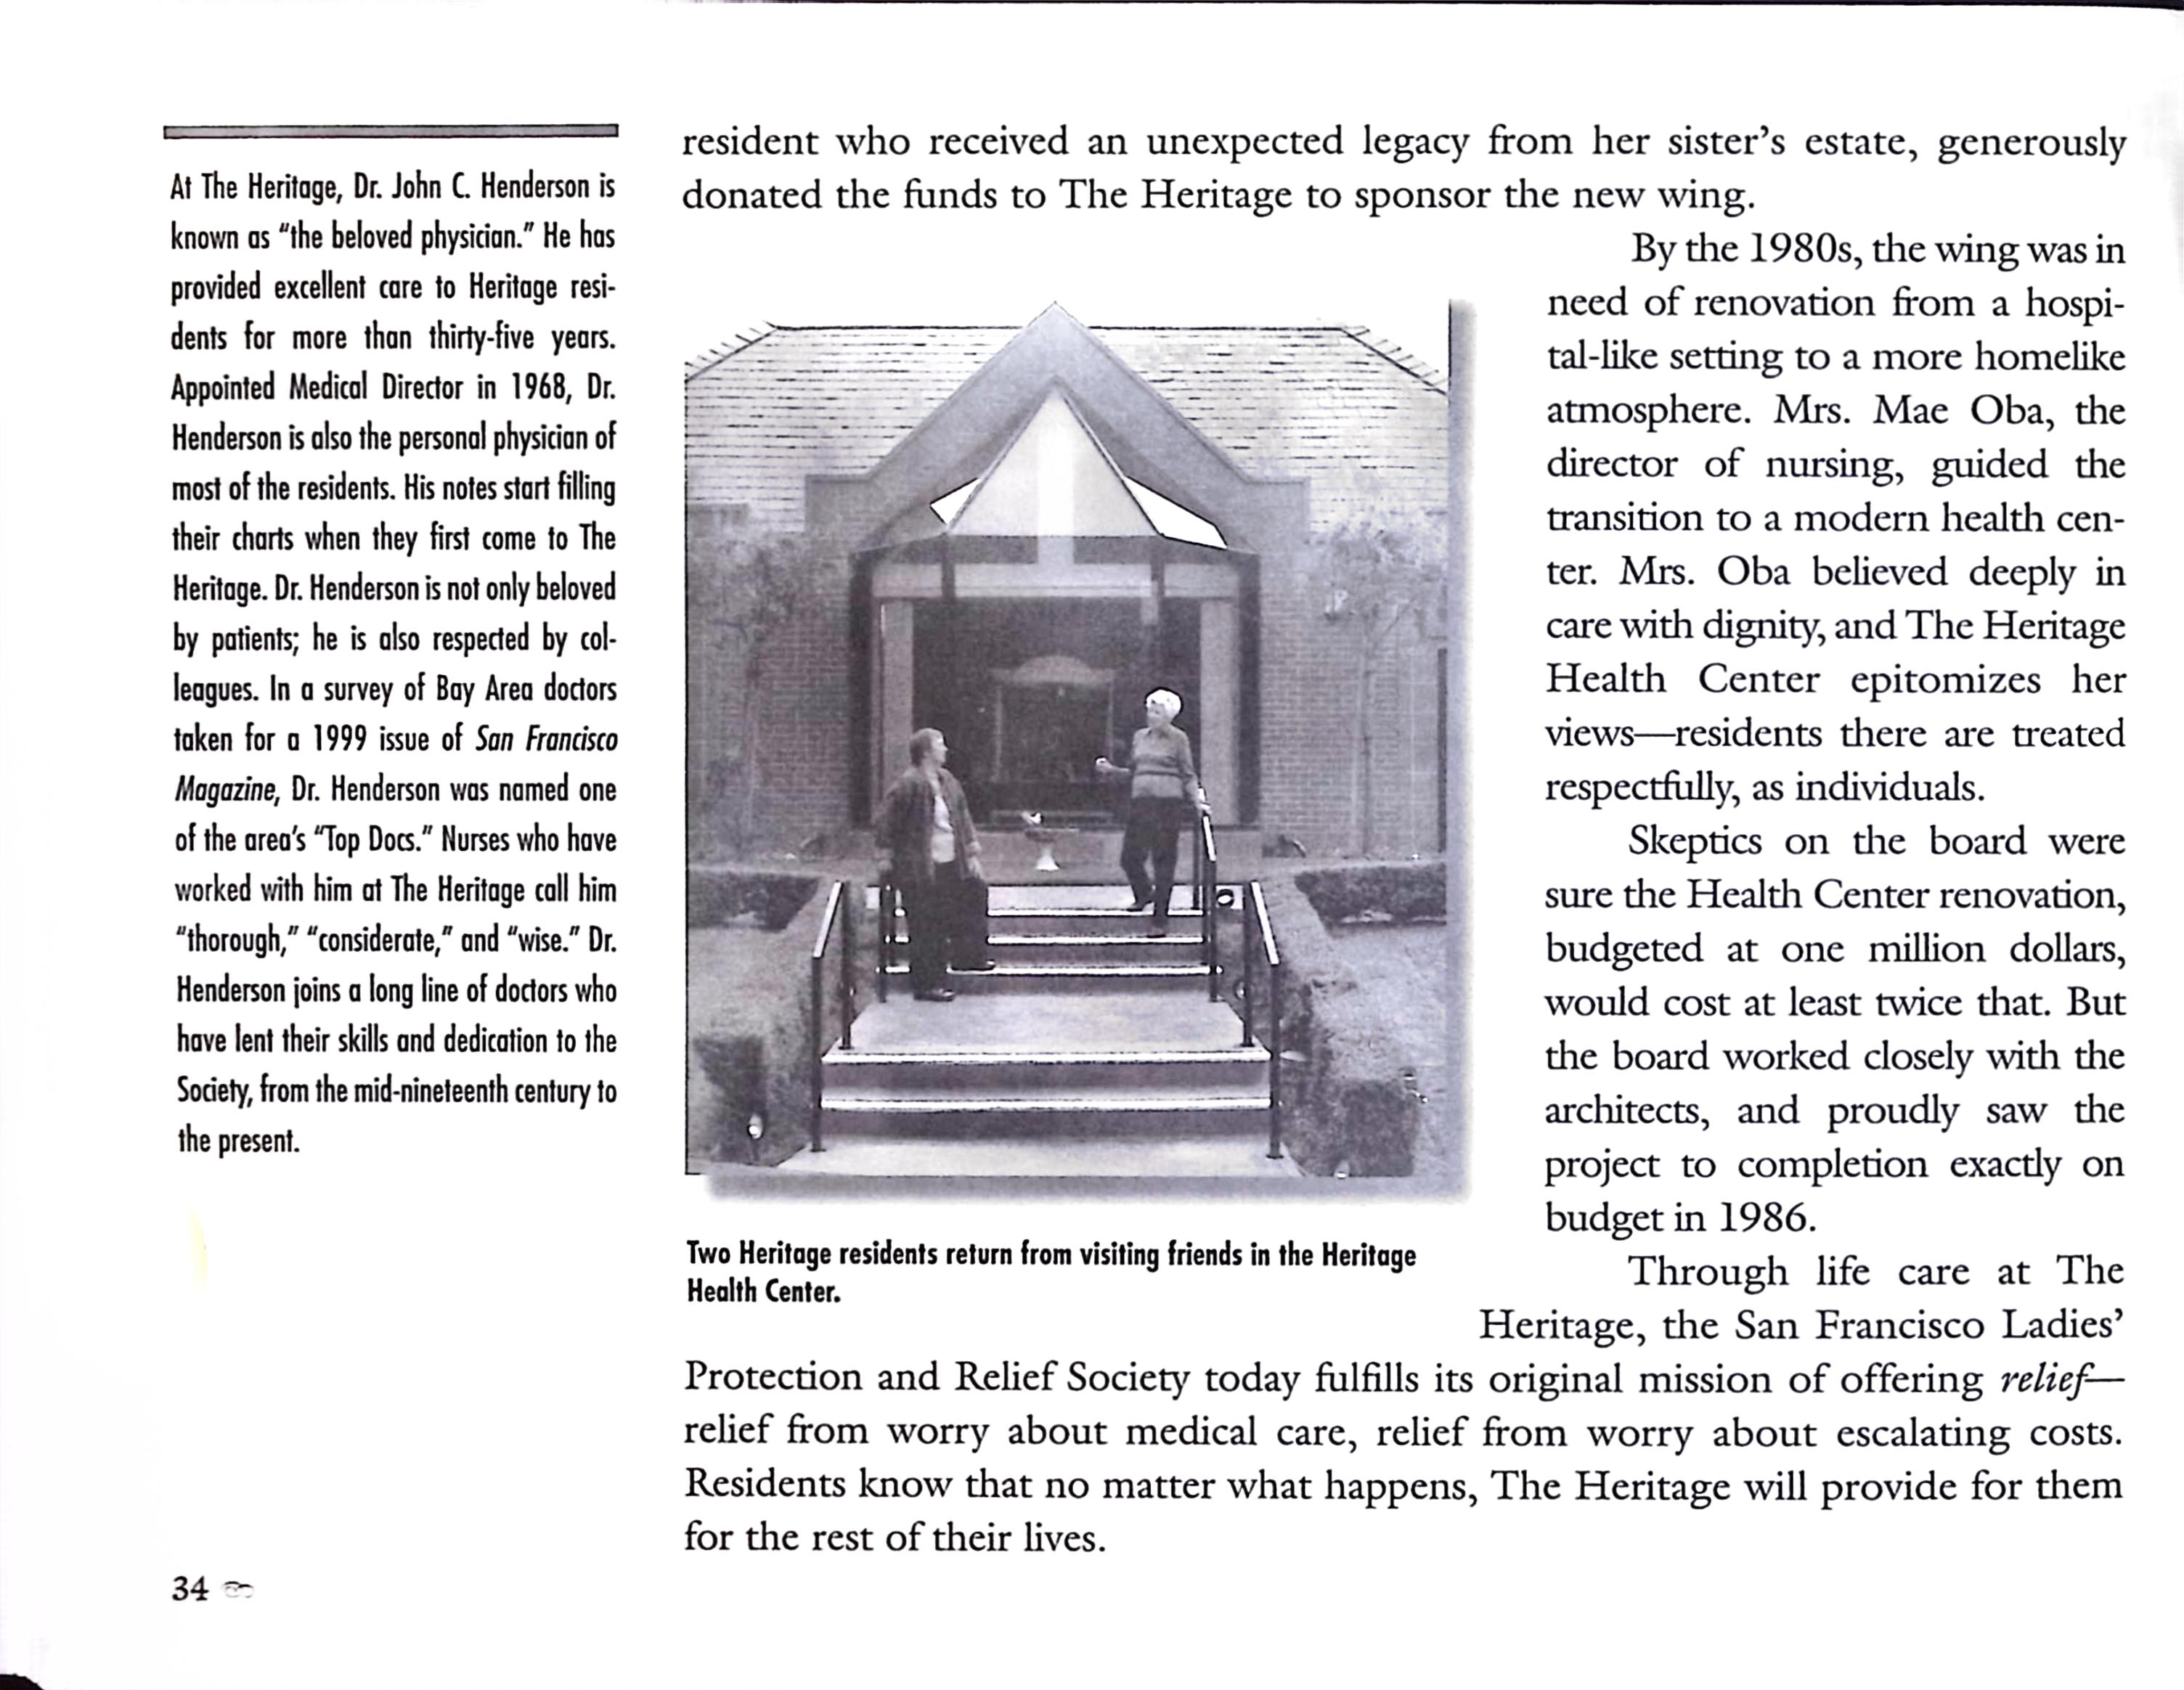 At The Heritage, Dr. John C. Henderson is
known as “the beloved physician.” He has
provided excellent care to Heritage resi-
dents for more than thirty-five years.
Appointed Medical Director in 1968, Dr.
Henderson is also the personal physician of
most of the residents. His notes start filling
their charts when they first come to The
Heritage. Dr. Henderson is not only beloved
by patients; he is also respected by col-
leagues. In a survey of Bay Area doctors
taken for a 1999 issue of San Francisco
Magazine, Dr. Henderson was named one
of the area’s “Top Docs.” Nurses who have
worked with him at The Heritage call him
“thorough,” “considerate,” and “wise.” Dr.
Henderson joins a long line of doctors who
have lent their skills and dedication to the
Society, from the mid-nineteenth century to
the present.
resident who received an unexpected legacy from her sister’s estate, generously
donated the funds to The Heritage to sponsor the new wing.
By the 1980s, the wing was in
need of renovation from a hospi-
tal-like setting to a more homelike
atmosphere. Mrs. Mae Oba, the
director of nursing, guided the
transition to a modern health cen-
ter. Mrs. Oba believed deeply in
care with dignity, and The Heritage
Health Center epitomizes her
views—residents there are treated
respectfully, as individuals.
Skeptics on the board were
sure the Health Center renovation,
budgeted at one million dollars,
would cost at least twice that. But
the board worked closely with the
architects, and proudly saw the
project to completion exactly on
budget in 1986.
Two Heritage residents return from visiting friends in the Heritage
Health Center.
Through life care at The
Heritage, the San Francisco Ladies’
Protection and Relief Society today fulfills its original mission of offering relief—
relief from worry about medical care, relief from worry about escalating costs.
Residents know that no matter what happens, The Heritage will provide for them
for the rest of their lives.
34